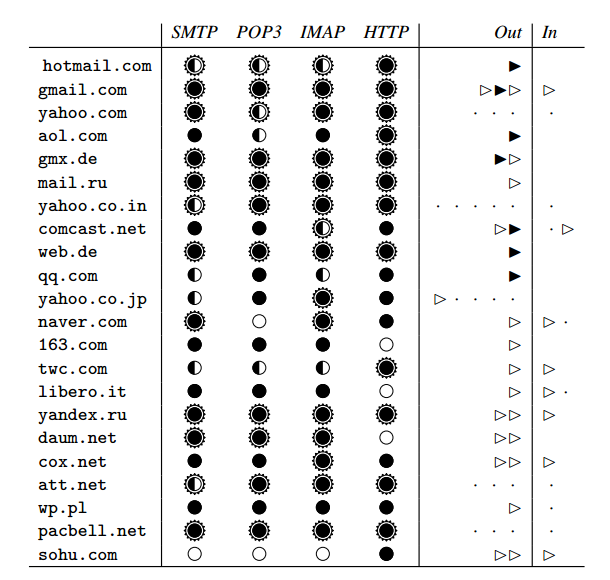 SMTP POP3 IMAP HTTP Out In
hotmail.com
gmail.com
yahoo.com
aol.com
gmx.de
mail.ru
yahoo.co.in
comcast.net
web.de
qq.com
yahoo.co.jp
naver.com
163.com
twc.com
libero.it
yandex.ru
daum.net
cox.net
att.net
wp.pl
pacbell.net
sohu.com